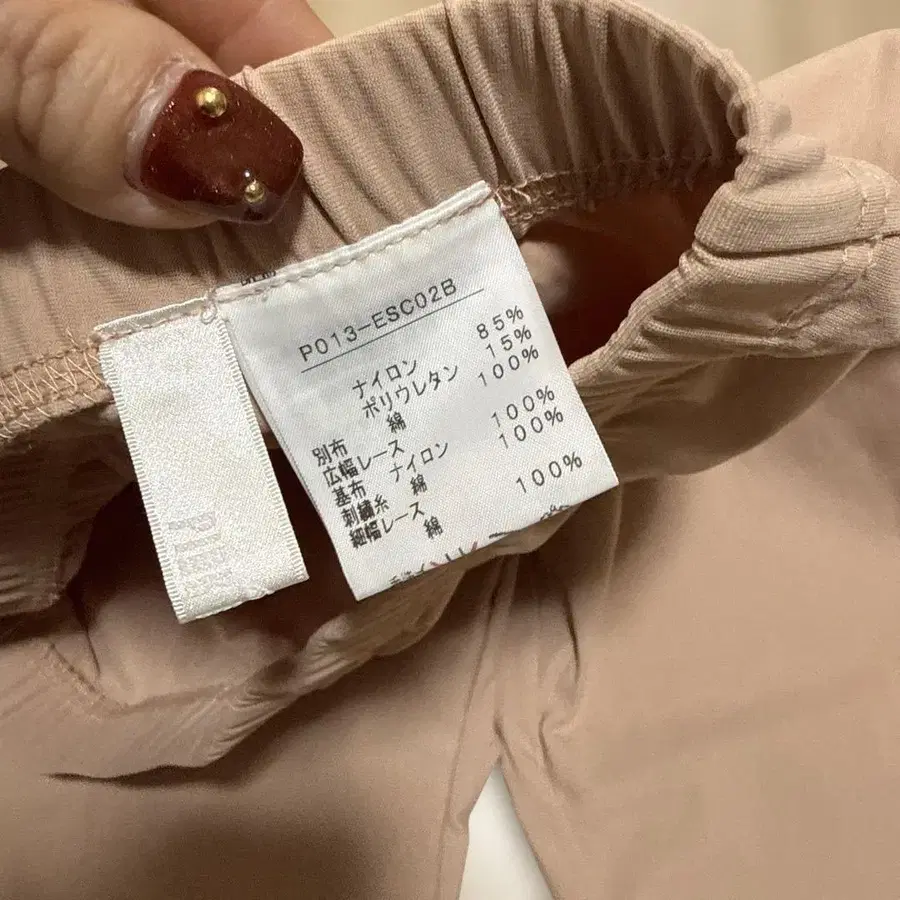 P013-ESC02B
ナイロン 85%
ポリウレタン 15%
別布 綿 100%
広幅レース
基布 ナイロン 100%
刺繍糸 綿 100%
細幅レース
綿 100%